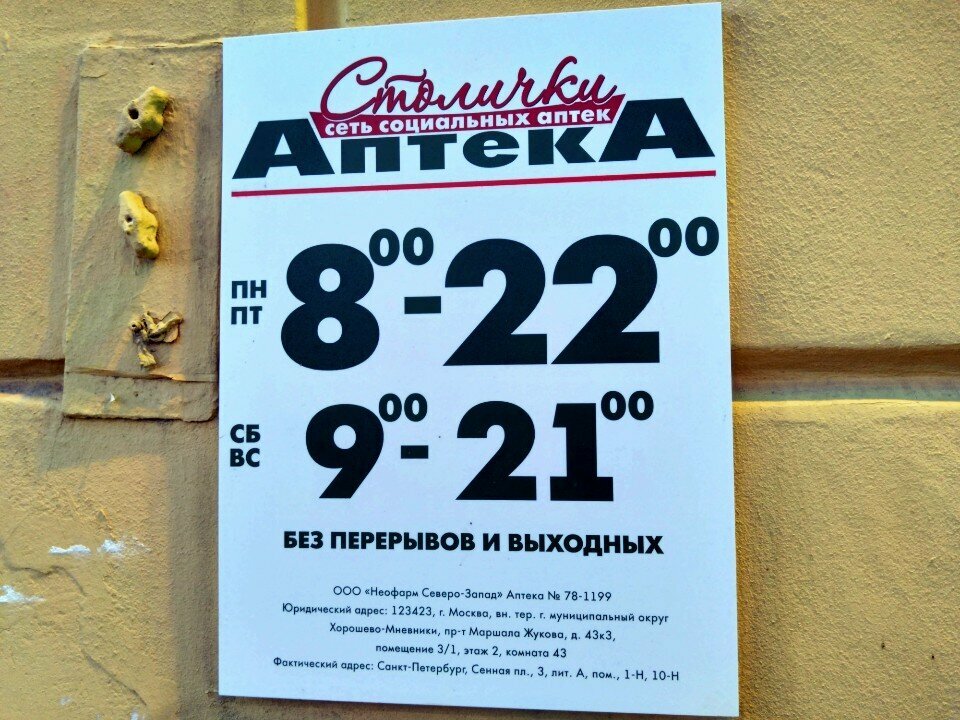 Столички
сеть социальных аптек
Аптека
ПН
ПТ
8⁰⁰-22⁰⁰
СБ
ВС
9⁰⁰-21⁰⁰
БЕЗ ПЕРЕРЫВОВ И ВЫХОДНЫХ
ООО «Неофарм Северо-Запад» Аптека № 78-1199
Юридический адрес: 123423, г. Москва, вн. тер. г. муниципальный округ
Хорошево-Мневники, пр-т Маршала Жукова, д. 43к3,
помещение 3/1, этаж 2, комната 43
Фактический адрес: Санкт-Петербург, Сенная пл., 3, лит. А, пом., 1-Н, 10-Н